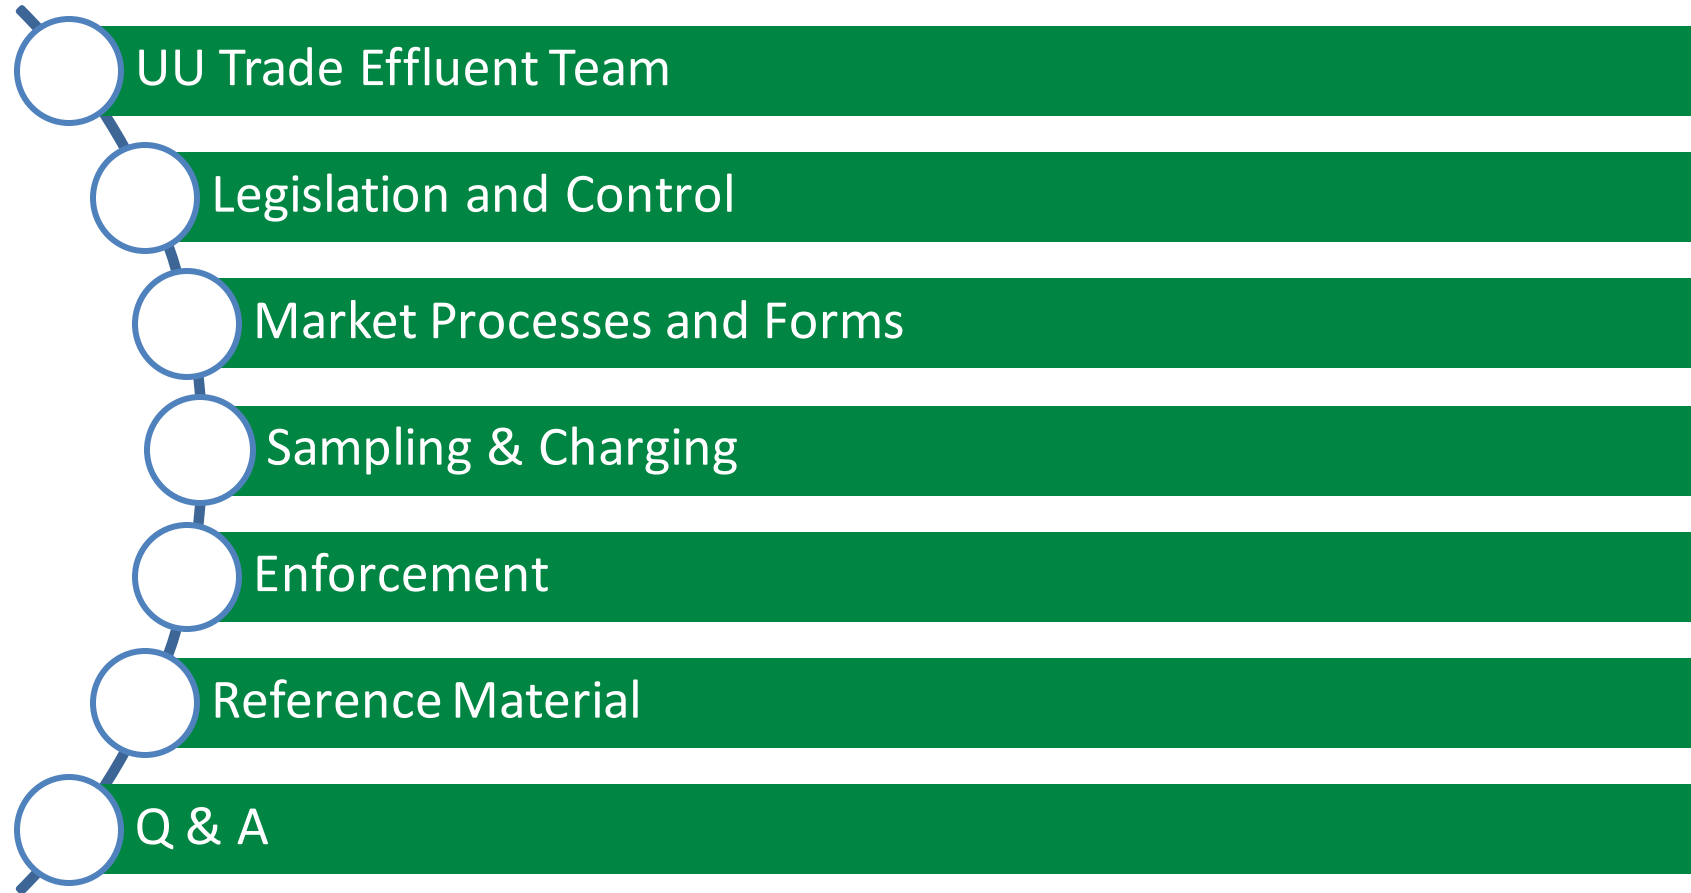 UU Trade Effluent Team
Legislation and Control
Market Processes and Forms
Sampling & Charging
Enforcement
Reference Material
Q & A